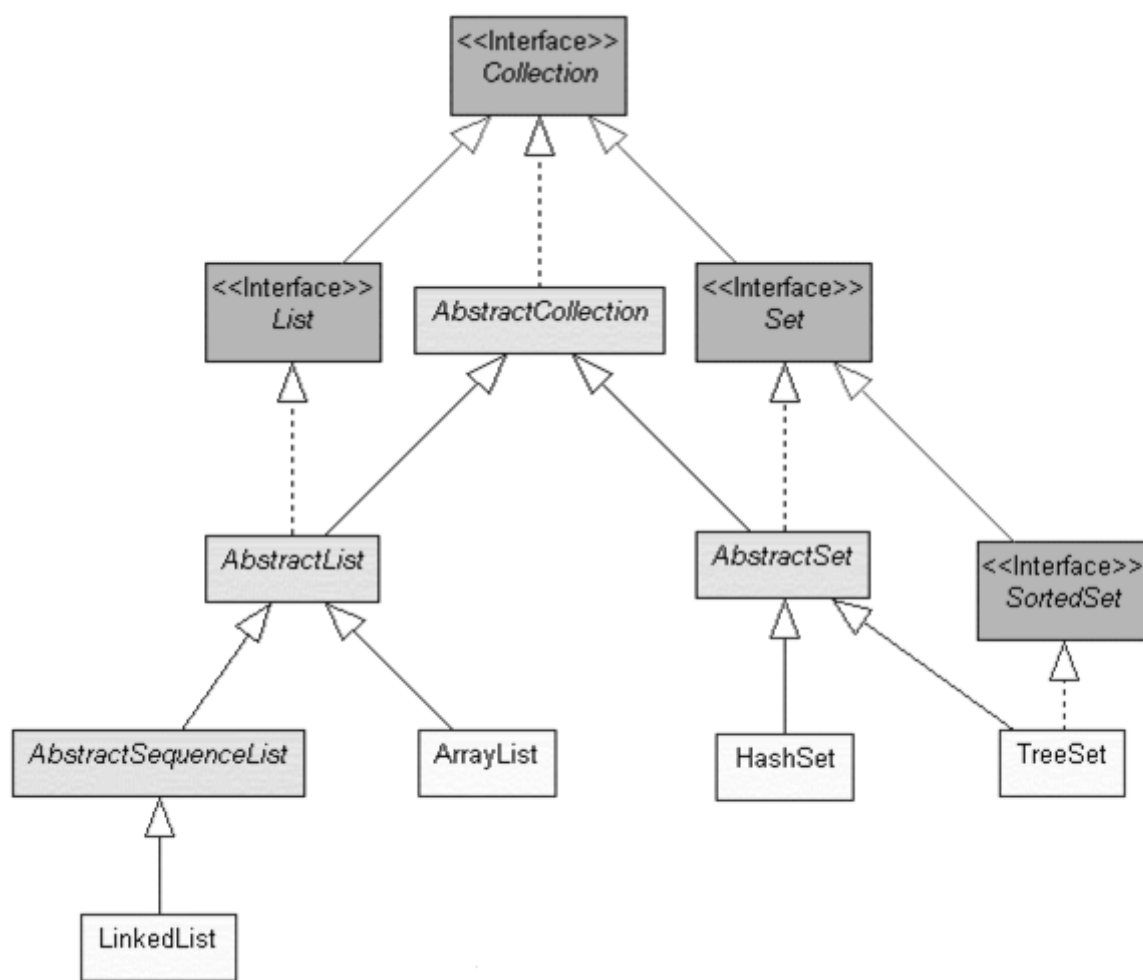 <<Interface>>
Collection
<<Interface>>
List
AbstractCollection
<<Interface>>
Set
AbstractList
AbstractSet
<<Interface>>
SortedSet
AbstractSequenceList
ArrayList
HashSet
TreeSet
LinkedList